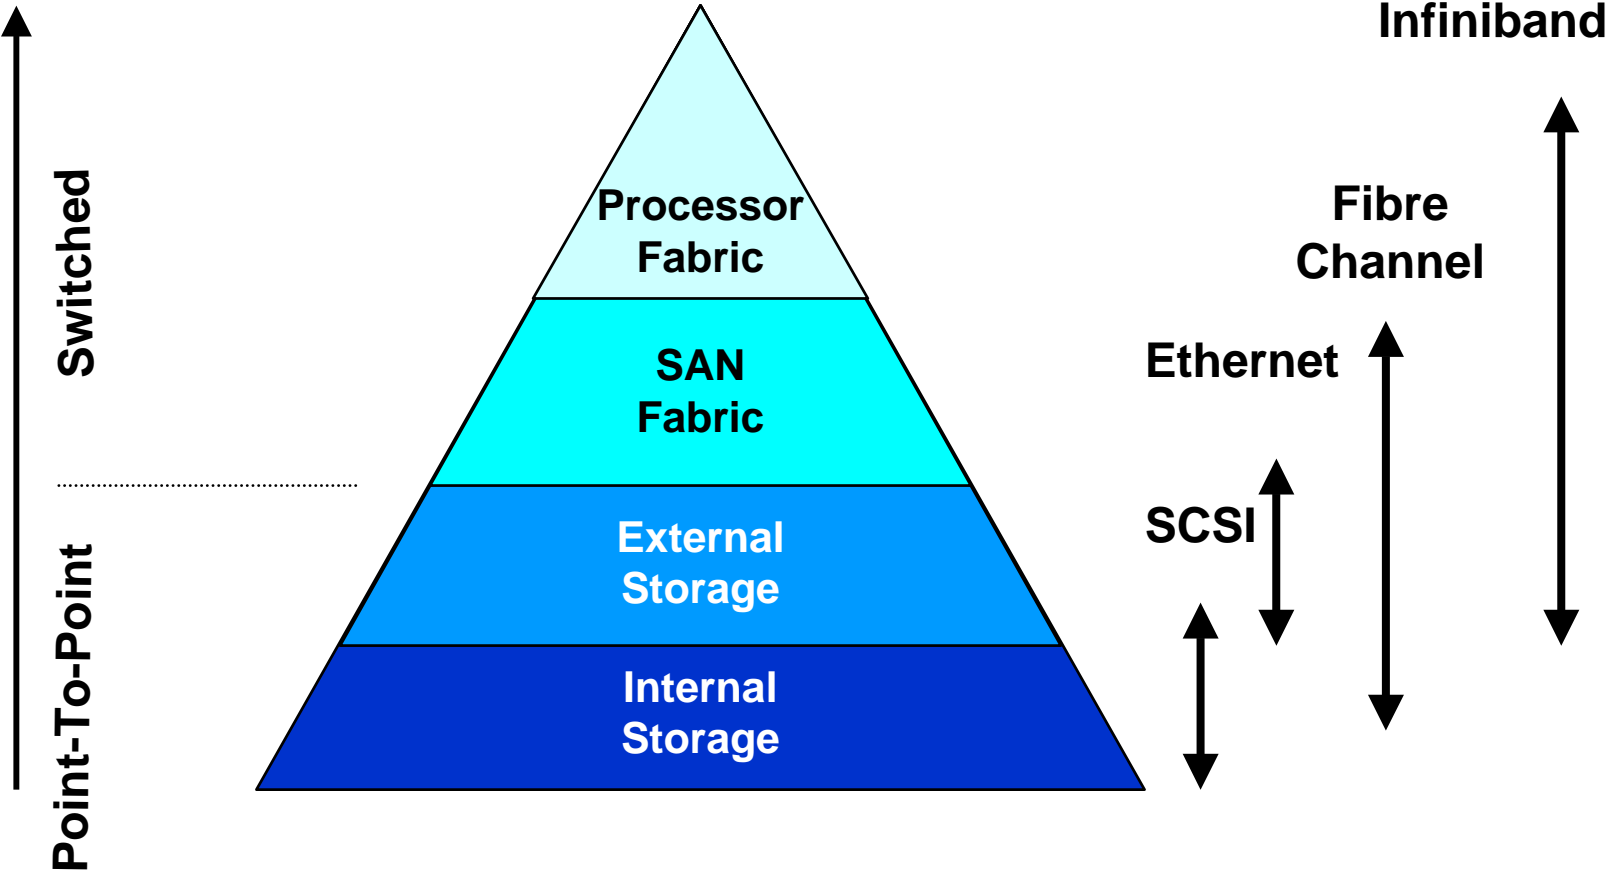 Infiniband
Switched
Processor
Fabric
Fibre
Channel
SAN
Fabric
Ethernet
Point-To-Point
External
Storage
SCSI
Internal
Storage